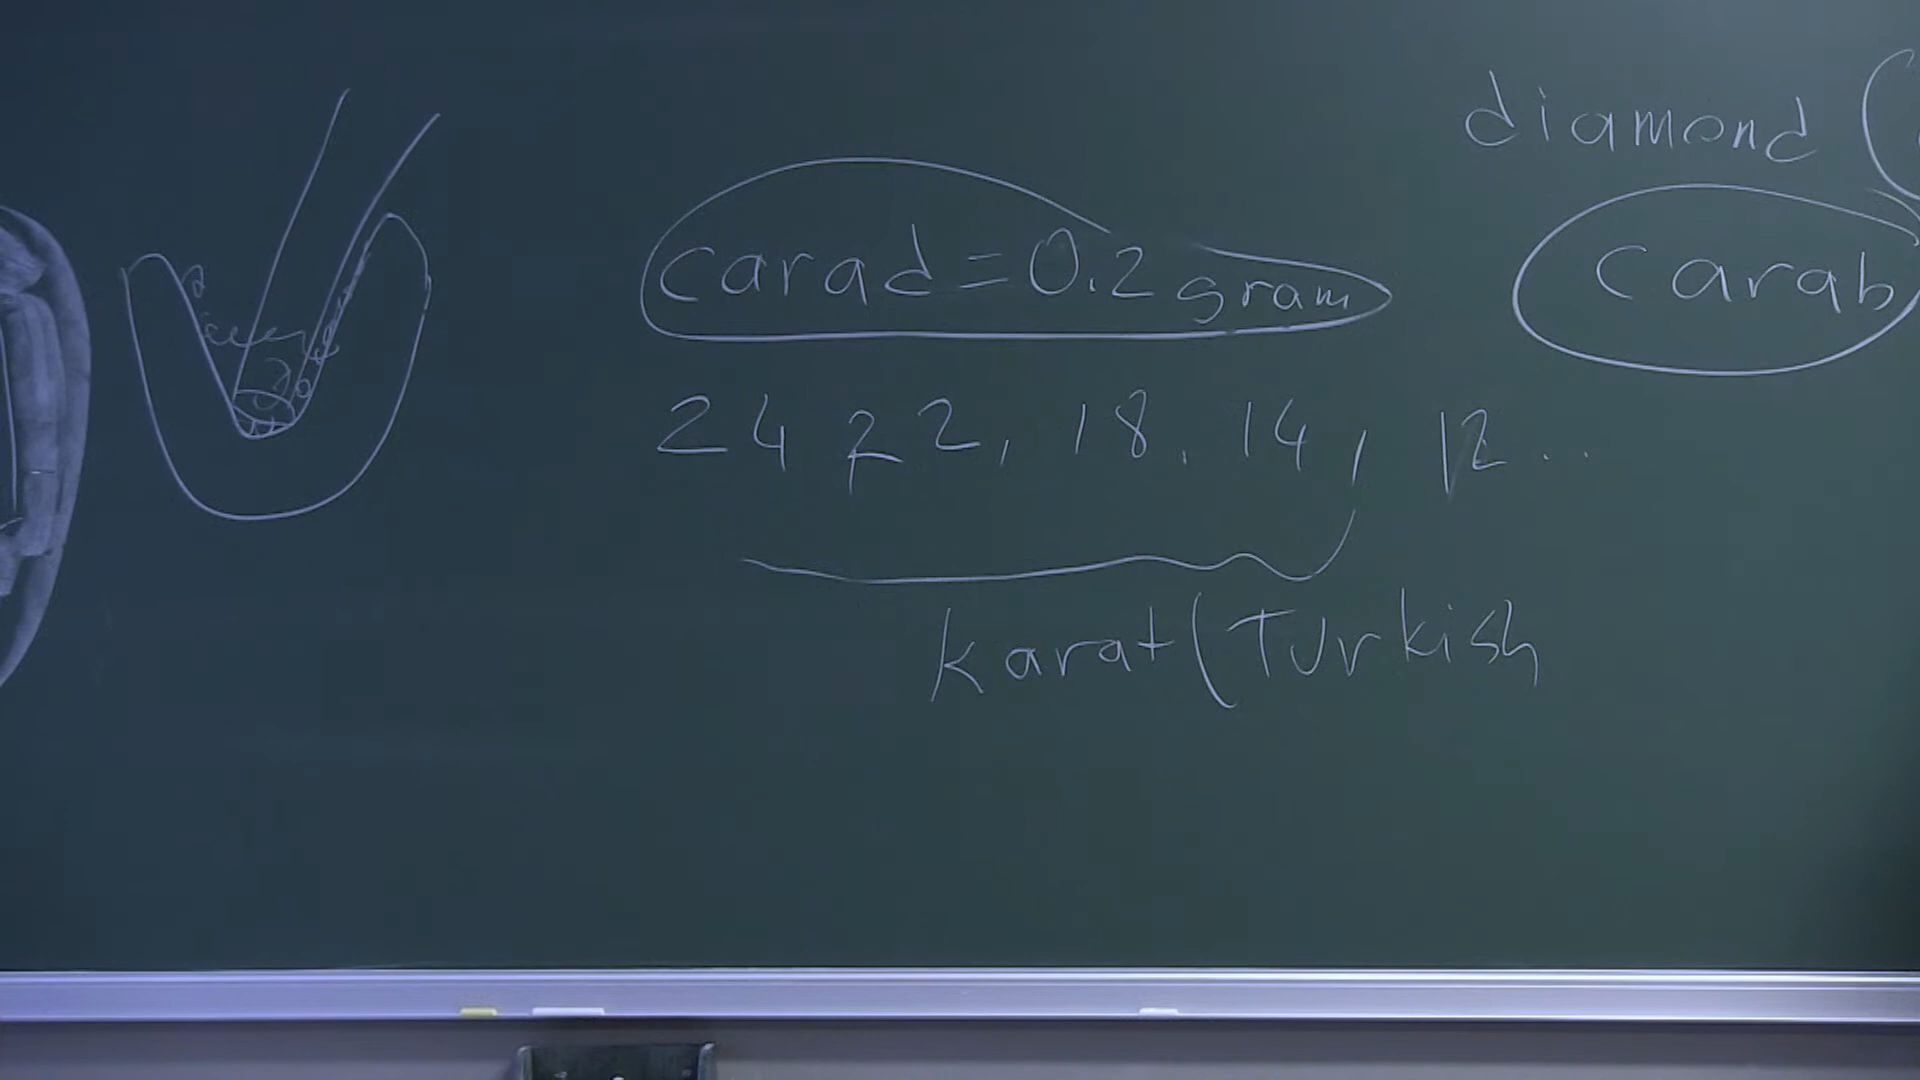 diamond (
carad=0.2 gram
carab
24 22, 18, 14, 12...
karat (Turkish